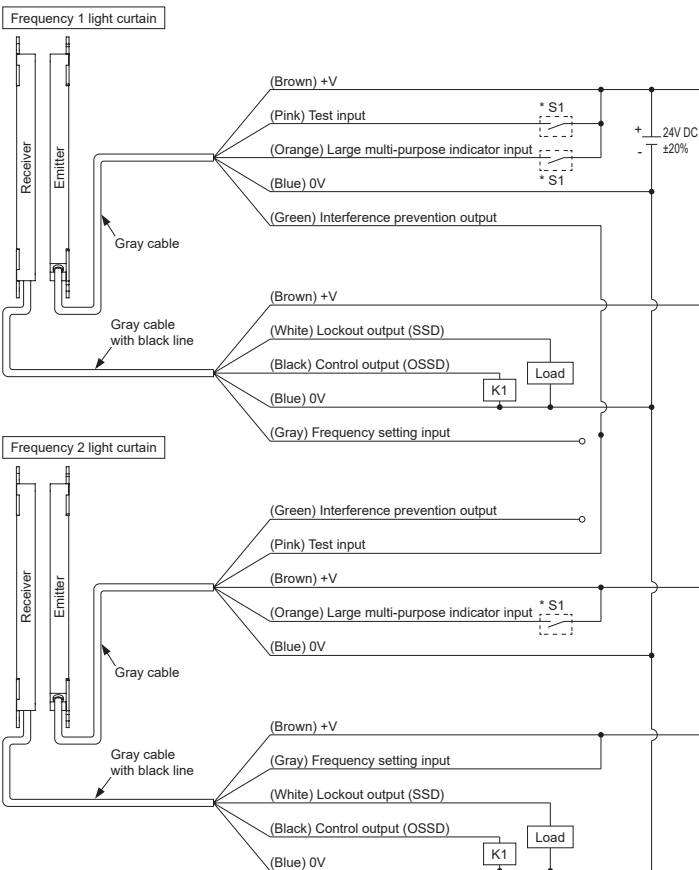 Frequency 1 light curtain
Receiver
Emitter
(Brown) +V
(Pink) Test input
* S1
(Orange) Large multi-purpose indicator input
* S1
(Blue) 0V
(Green) Interference prevention output
+
-
24V DC
±20%
Gray cable
Gray cable
with black line
(Brown) +V
(White) Lockout output (SSD)
(Black) Control output (OSSD)
K1
Load
(Blue) 0V
(Gray) Frequency setting input
Frequency 2 light curtain
Receiver
Emitter
(Green) Interference prevention output
(Pink) Test input
(Brown) +V
(Orange) Large multi-purpose indicator input
* S1
(Blue) 0V
Gray cable
Gray cable
with black line
(Brown) +V
(Gray) Frequency setting input
(White) Lockout output (SSD)
(Black) Control output (OSSD)
K1
Load
(Blue) 0V